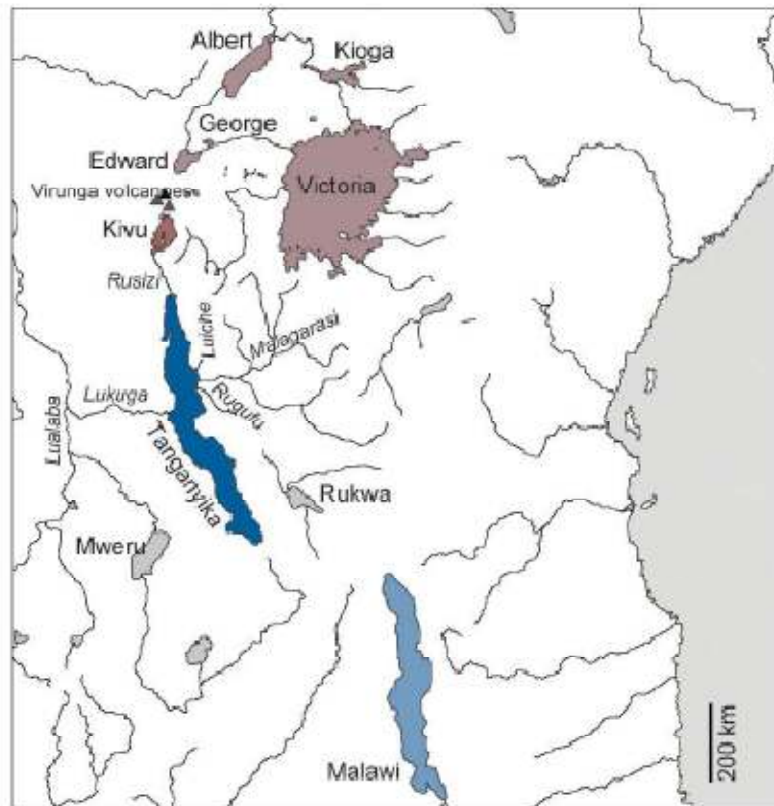 Albert
Kioga
George
Edward
Victoria
Virunga volcanoes
Kivu
Rusizi
Luiche
Malagarasi
Lukuga
Rugufu
Lualaba
Tanganyika
Rukwa
Mweru
Malawi
200 km